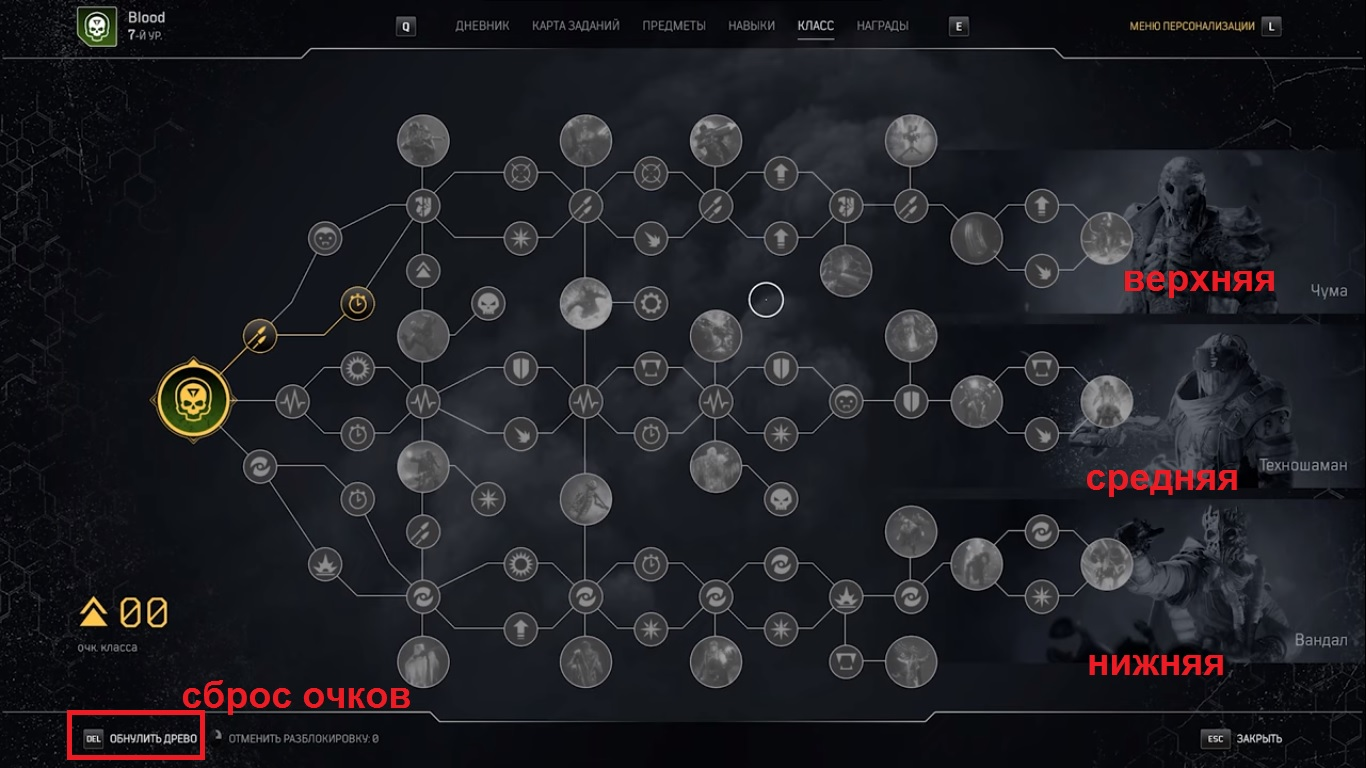 Blood
7-Й УР.
Q
ДНЕВНИК
КАРТА ЗАДАНИЙ
ПРЕДМЕТЫ
НАВЫКИ
КЛАСС
НАГРАДЫ
E
МЕНЮ ПЕРСОНАЛИЗАЦИИ
L
верхняя
Чума
средняя
Техношаман
нижняя
Вандал
00
очк класса
сброс очков
DEL
ОБНУЛИТЬ ДРЕВО
ОТМЕНИТЬ РАЗБЛОКИРОВКУ: 0
ESC
ЗАКРЫТЬ